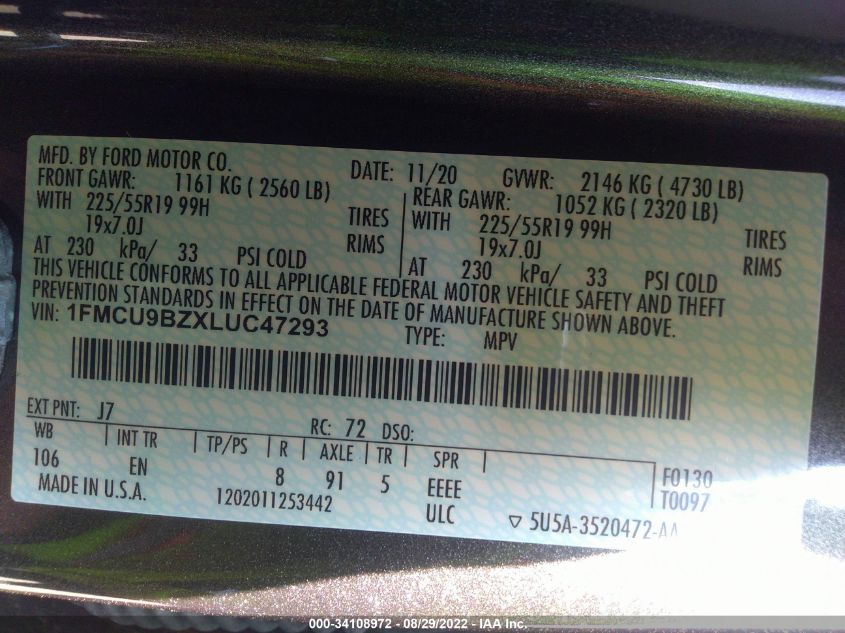 MFD. BY FORD MOTOR CO. DATE: 11/20 GVWR: 2146 KG ( 4730 LB)
FRONT GAWR: 1161 KG ( 2560 LB) REAR GAWR: 1052 KG ( 2320 LB)
WITH 225/55R19 99H TIRES WITH 225/55R19 99H TIRES
19x7.0J RIMS 19x7.0J RIMS
AT 230 kPa/ 33 PSI COLD AT 230 kPa/ 33 PSI COLD
THIS VEHICLE CONFORMS TO ALL APPLICABLE FEDERAL MOTOR VEHICLE SAFETY AND THEFT
PREVENTION STANDARDS IN EFFECT ON THE DATE OF MANUFACTURE SHOWN ABOVE.
VIN: 1FMCU9BZXLUC47293 TYPE: MPV
EXT PNT: J7 RC: 72 DSO:
WB INT TR TP/PS R AXLE TR SPR
106 EN 8 91 5 EEEE F0130
MADE IN U.S.A. 1202011253442 ULC T0097
5U5A-3520472-AA
000-34108972 - 08/29/2022 - IAA, Inc.